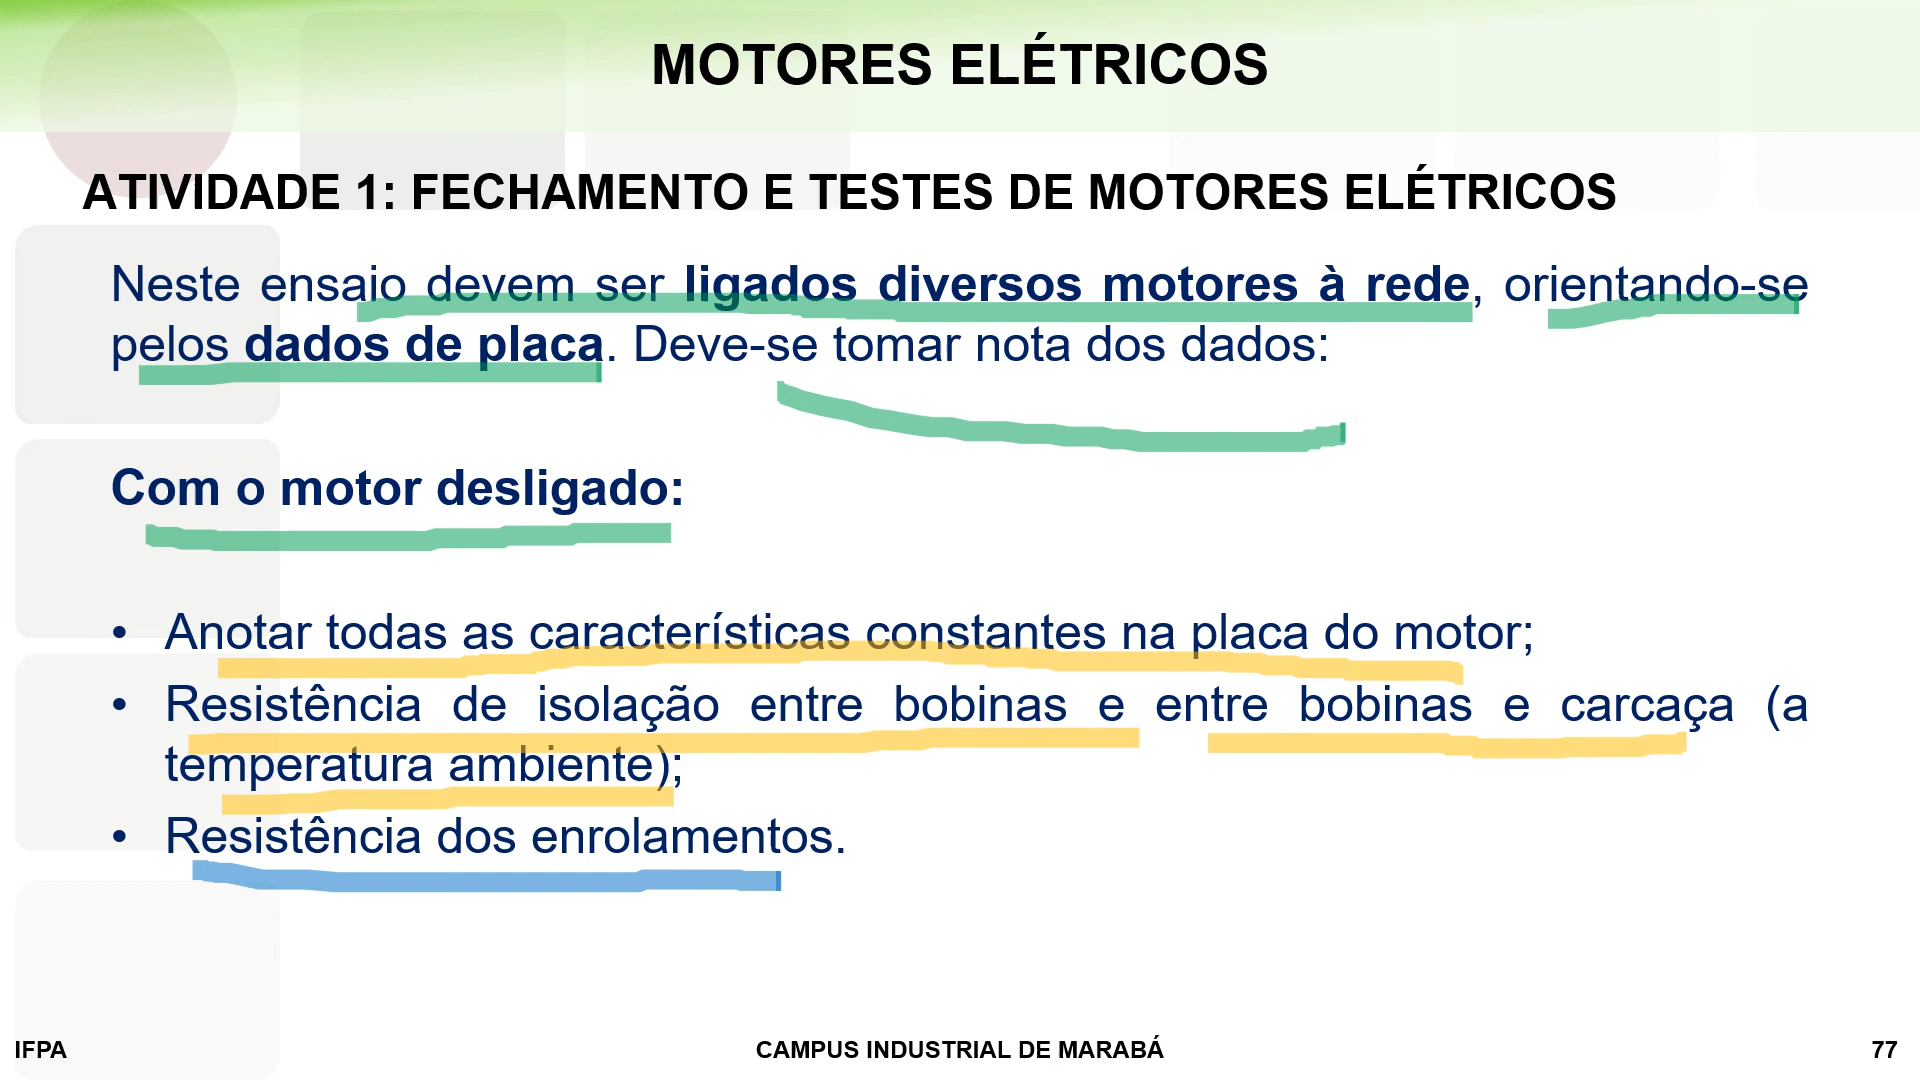 MOTORES ELÉTRICOS
ATIVIDADE 1: FECHAMENTO E TESTES DE MOTORES ELÉTRICOS
Neste ensaio devem ser ligados diversos motores à rede, orientando-se
pelos dados de placa. Deve-se tomar nota dos dados:
Com o motor desligado:
• Anotar todas as características constantes na placa do motor;
• Resistência de isolação entre bobinas e entre bobinas e carcaça (a
temperatura ambiente);
• Resistência dos enrolamentos.
IFPA
CAMPUS INDUSTRIAL DE MARABÁ
77